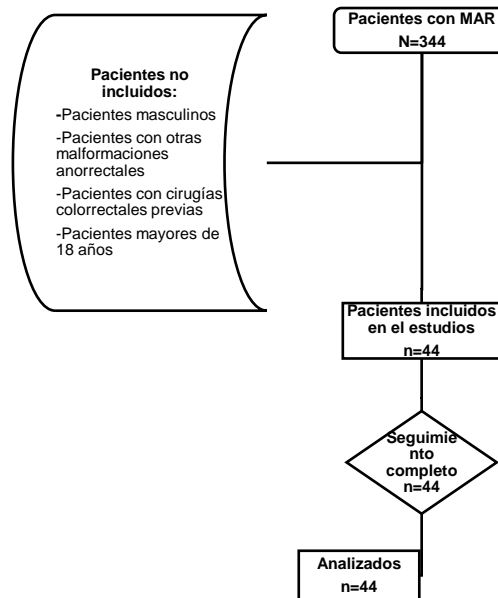 Pacientes con MAR
N=344
Pacientes no
incluidos:
-Pacientes masculinos
-Pacientes con otras
malformaciones
anorrectales
-Pacientes con cirugías
colorrectales previas
-Pacientes mayores de
18 años
Pacientes incluidos
en el estudios
n=44
Seguimie
nto
completo
n=44
Analizados
n=44